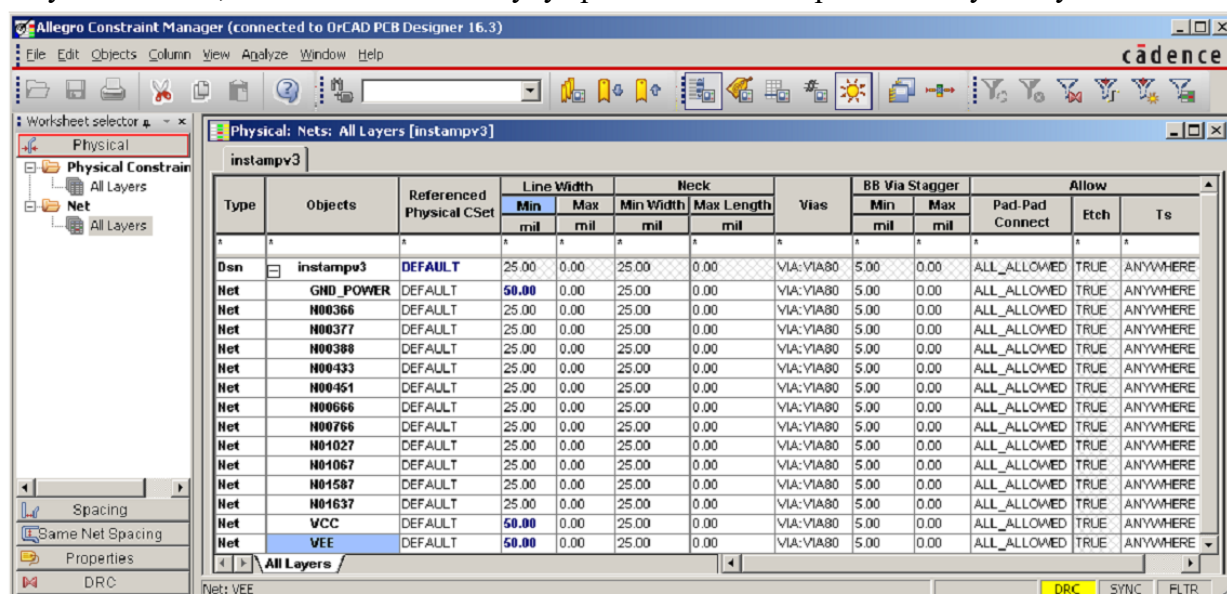 Allegro Constraint Manager (connected to OrCAD PCB Designer 16.3)
File Edit Objects Column View Analyze Window Help
cādence
Worksheet selector
Physical
Physical Constrain
All Layers
Net
All Layers
Spacing
Same Net Spacing
Properties
DRC
Physical: Nets: All Layers [instampv3]
instampv3
Type Objects Referenced Physical CSet Line Width Neck Vias BB Via Stagger Allow
Min Max Min Width Max Length Min Max Pad-Pad Connect Etch Ts
mil mil mil mil mil mil
* * * * * * * * * * * * *
Dsn instampv3 DEFAULT 25.00 0.00 25.00 0.00 VIA:VIA80 5.00 0.00 ALL_ALLOWED TRUE ANYWHERE
Net GND_POWER DEFAULT 50.00 0.00 25.00 0.00 VIA:VIA80 5.00 0.00 ALL_ALLOWED TRUE ANYWHERE
Net N00366 DEFAULT 25.00 0.00 25.00 0.00 VIA:VIA80 5.00 0.00 ALL_ALLOWED TRUE ANYWHERE
Net N00377 DEFAULT 25.00 0.00 25.00 0.00 VIA:VIA80 5.00 0.00 ALL_ALLOWED TRUE ANYWHERE
Net N00388 DEFAULT 25.00 0.00 25.00 0.00 VIA:VIA80 5.00 0.00 ALL_ALLOWED TRUE ANYWHERE
Net N00433 DEFAULT 25.00 0.00 25.00 0.00 VIA:VIA80 5.00 0.00 ALL_ALLOWED TRUE ANYWHERE
Net N00451 DEFAULT 25.00 0.00 25.00 0.00 VIA:VIA80 5.00 0.00 ALL_ALLOWED TRUE ANYWHERE
Net N00666 DEFAULT 25.00 0.00 25.00 0.00 VIA:VIA80 5.00 0.00 ALL_ALLOWED TRUE ANYWHERE
Net N00766 DEFAULT 25.00 0.00 25.00 0.00 VIA:VIA80 5.00 0.00 ALL_ALLOWED TRUE ANYWHERE
Net N01027 DEFAULT 25.00 0.00 25.00 0.00 VIA:VIA80 5.00 0.00 ALL_ALLOWED TRUE ANYWHERE
Net N01067 DEFAULT 25.00 0.00 25.00 0.00 VIA:VIA80 5.00 0.00 ALL_ALLOWED TRUE ANYWHERE
Net N01587 DEFAULT 25.00 0.00 25.00 0.00 VIA:VIA80 5.00 0.00 ALL_ALLOWED TRUE ANYWHERE
Net N01637 DEFAULT 25.00 0.00 25.00 0.00 VIA:VIA80 5.00 0.00 ALL_ALLOWED TRUE ANYWHERE
Net VCC DEFAULT 50.00 0.00 25.00 0.00 VIA:VIA80 5.00 0.00 ALL_ALLOWED TRUE ANYWHERE
Net VEE DEFAULT 50.00 0.00 25.00 0.00 VIA:VIA80 5.00 0.00 ALL_ALLOWED TRUE ANYWHERE
All Layers
Net: VEE DRC SYNC FLTR